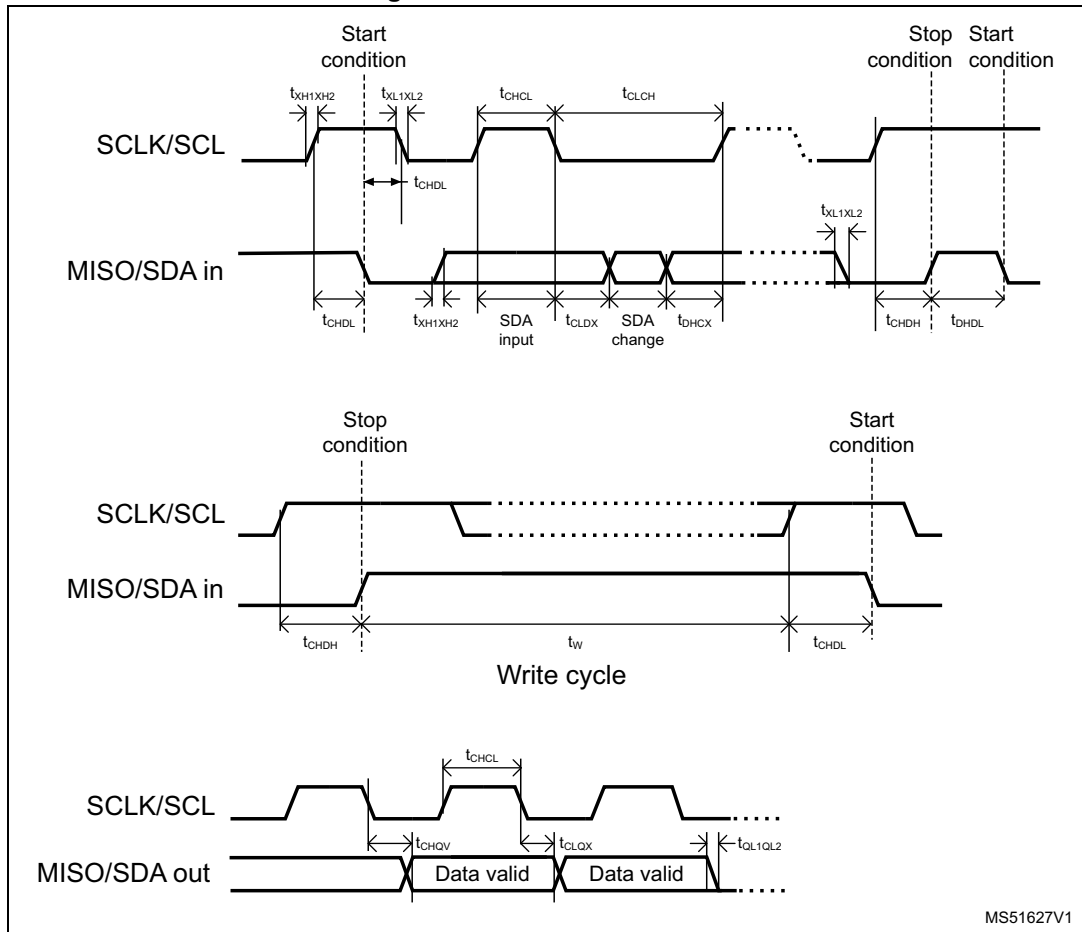 Start
condition
Stop Start
condition condition
tXH1XH2
tXL1XL2
tCHCL
tCLCH
SCLK/SCL
tCHDL
tXL1XL2
MISO/SDA in
tCHDL
tXH1XH2
SDA
input
tCLDX
SDA
change
tDHCX
tCHDH
tDHDL
Stop
condition
Start
condition
SCLK/SCL
MISO/SDA in
tCHDH
tW
tCHDL
Write cycle
tCHCL
SCLK/SCL
tCHQV
tCLQX
tQL1QL2
MISO/SDA out
Data valid
Data valid
MS51627V1